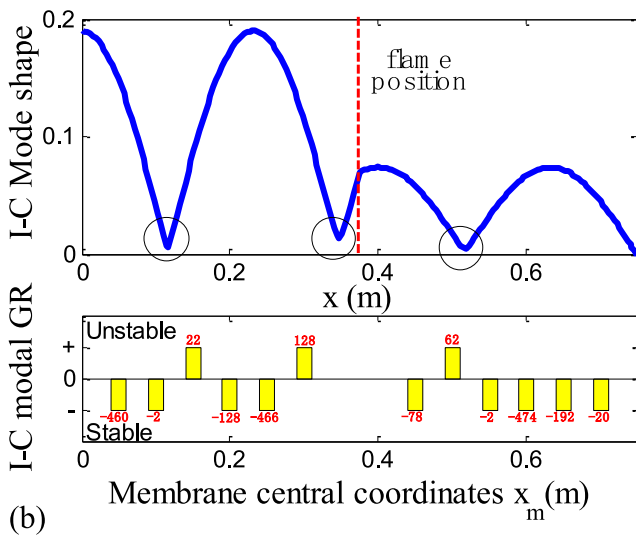 I-C Mode shape
0.2
0.1
0
flame
position
0 0.2 0.4 0.6
x (m)
I-C modal GR
Unstable
+
0
-
Stable
22 128 62
-460 -2 -128 -466 -78 -2 -474 -192 -20
0 0.2 0.4 0.6
Membrane central coordinates x_m(m)
(b)